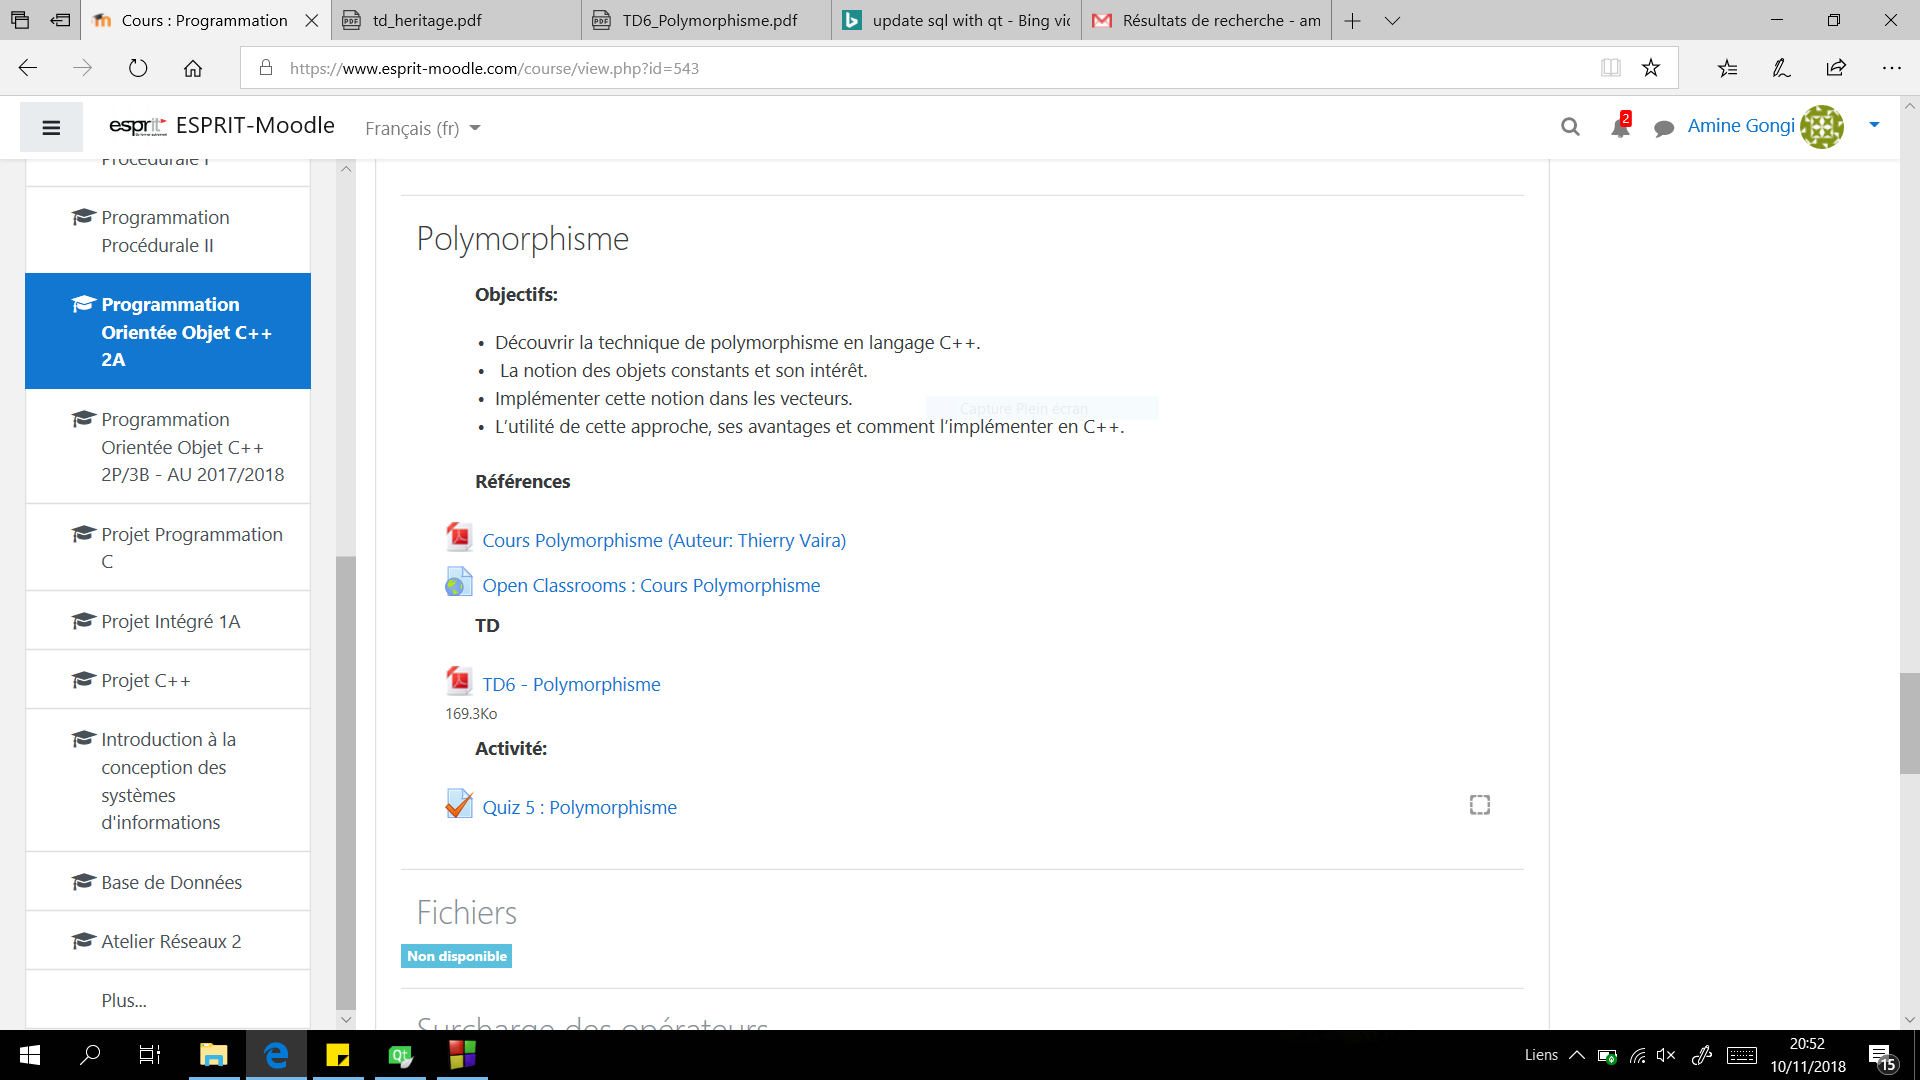 Cours : Programmation
td_heritage.pdf
TD6_Polymorphisme.pdf
update sql with qt - Bing vid
Résultats de recherche - am
https://www.esprit-moodle.com/course/view.php?id=543
esprit ESPRIT-Moodle
Français (fr)
2
Amine Gongi
Procédurale I
Programmation
Procédurale II
Programmation
Orientée Objet C++
2A
Programmation
Orientée Objet C++
2P/3B - AU 2017/2018
Projet Programmation
C
Projet Intégré 1A
Projet C++
Introduction à la
conception des
systèmes
d'informations
Base de Données
Atelier Réseaux 2
Plus...
Polymorphisme
Objectifs:
• Découvrir la technique de polymorphisme en langage C++.
• La notion des objets constants et son intérêt.
• Implémenter cette notion dans les vecteurs.
Capture Plein écran
• L’utilité de cette approche, ses avantages et comment l’implémenter en C++.
Références
Cours Polymorphisme (Auteur: Thierry Vaira)
Open Classrooms : Cours Polymorphisme
TD
TD6 - Polymorphisme
169.3Ko
Activité:
Quiz 5 : Polymorphisme
Fichiers
Non disponible
Surcharge des opérateurs
Liens
20:52
10/11/2018
15